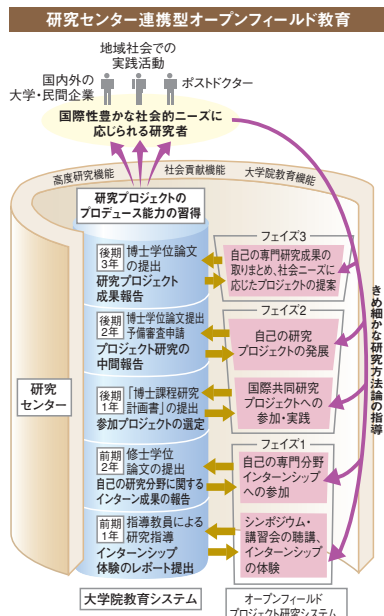 研究センター連携型オープンフィールド教育
地域社会での
実践活動
国内外の
大学・民間企業
ポストドクター
国際性豊かな社会的ニーズに
応じられる研究者
高度研究機能
社会貢献機能
大学院教育機能
研究プロジェクトの
プロデュース能力の習得
後期
3年
博士学位論文
の提出
研究プロジェクト
成果報告
フェイズ3
自己の専門研究成果の
取りまとめ、社会ニーズに
応じたプロジェクトの提案
後期
2年
博士学位論文提出
予備審査申請
プロジェクト研究の
中間報告
フェイズ2
自己の研究
プロジェクトの発展
後期
1年
「博士課程研究
計画書」の提出
参加プロジェクトの選定
国際共同研究
プロジェクトへの
参加・実践
前期
2年
修士学位
論文の提出
自己の研究分野に関する
インターン成果の報告
フェイズ1
自己の専門分野
インターンシップ
への参加
前期
1年
指導教員による
研究指導
インターンシップ
体験のレポート提出
シンポジウム・
講習会の聴講、
インターンシップ
の体験
きめ細かな研究方法論の指導
研究
センター
大学院教育システム
オープンフィールド
プロジェクト研究システム